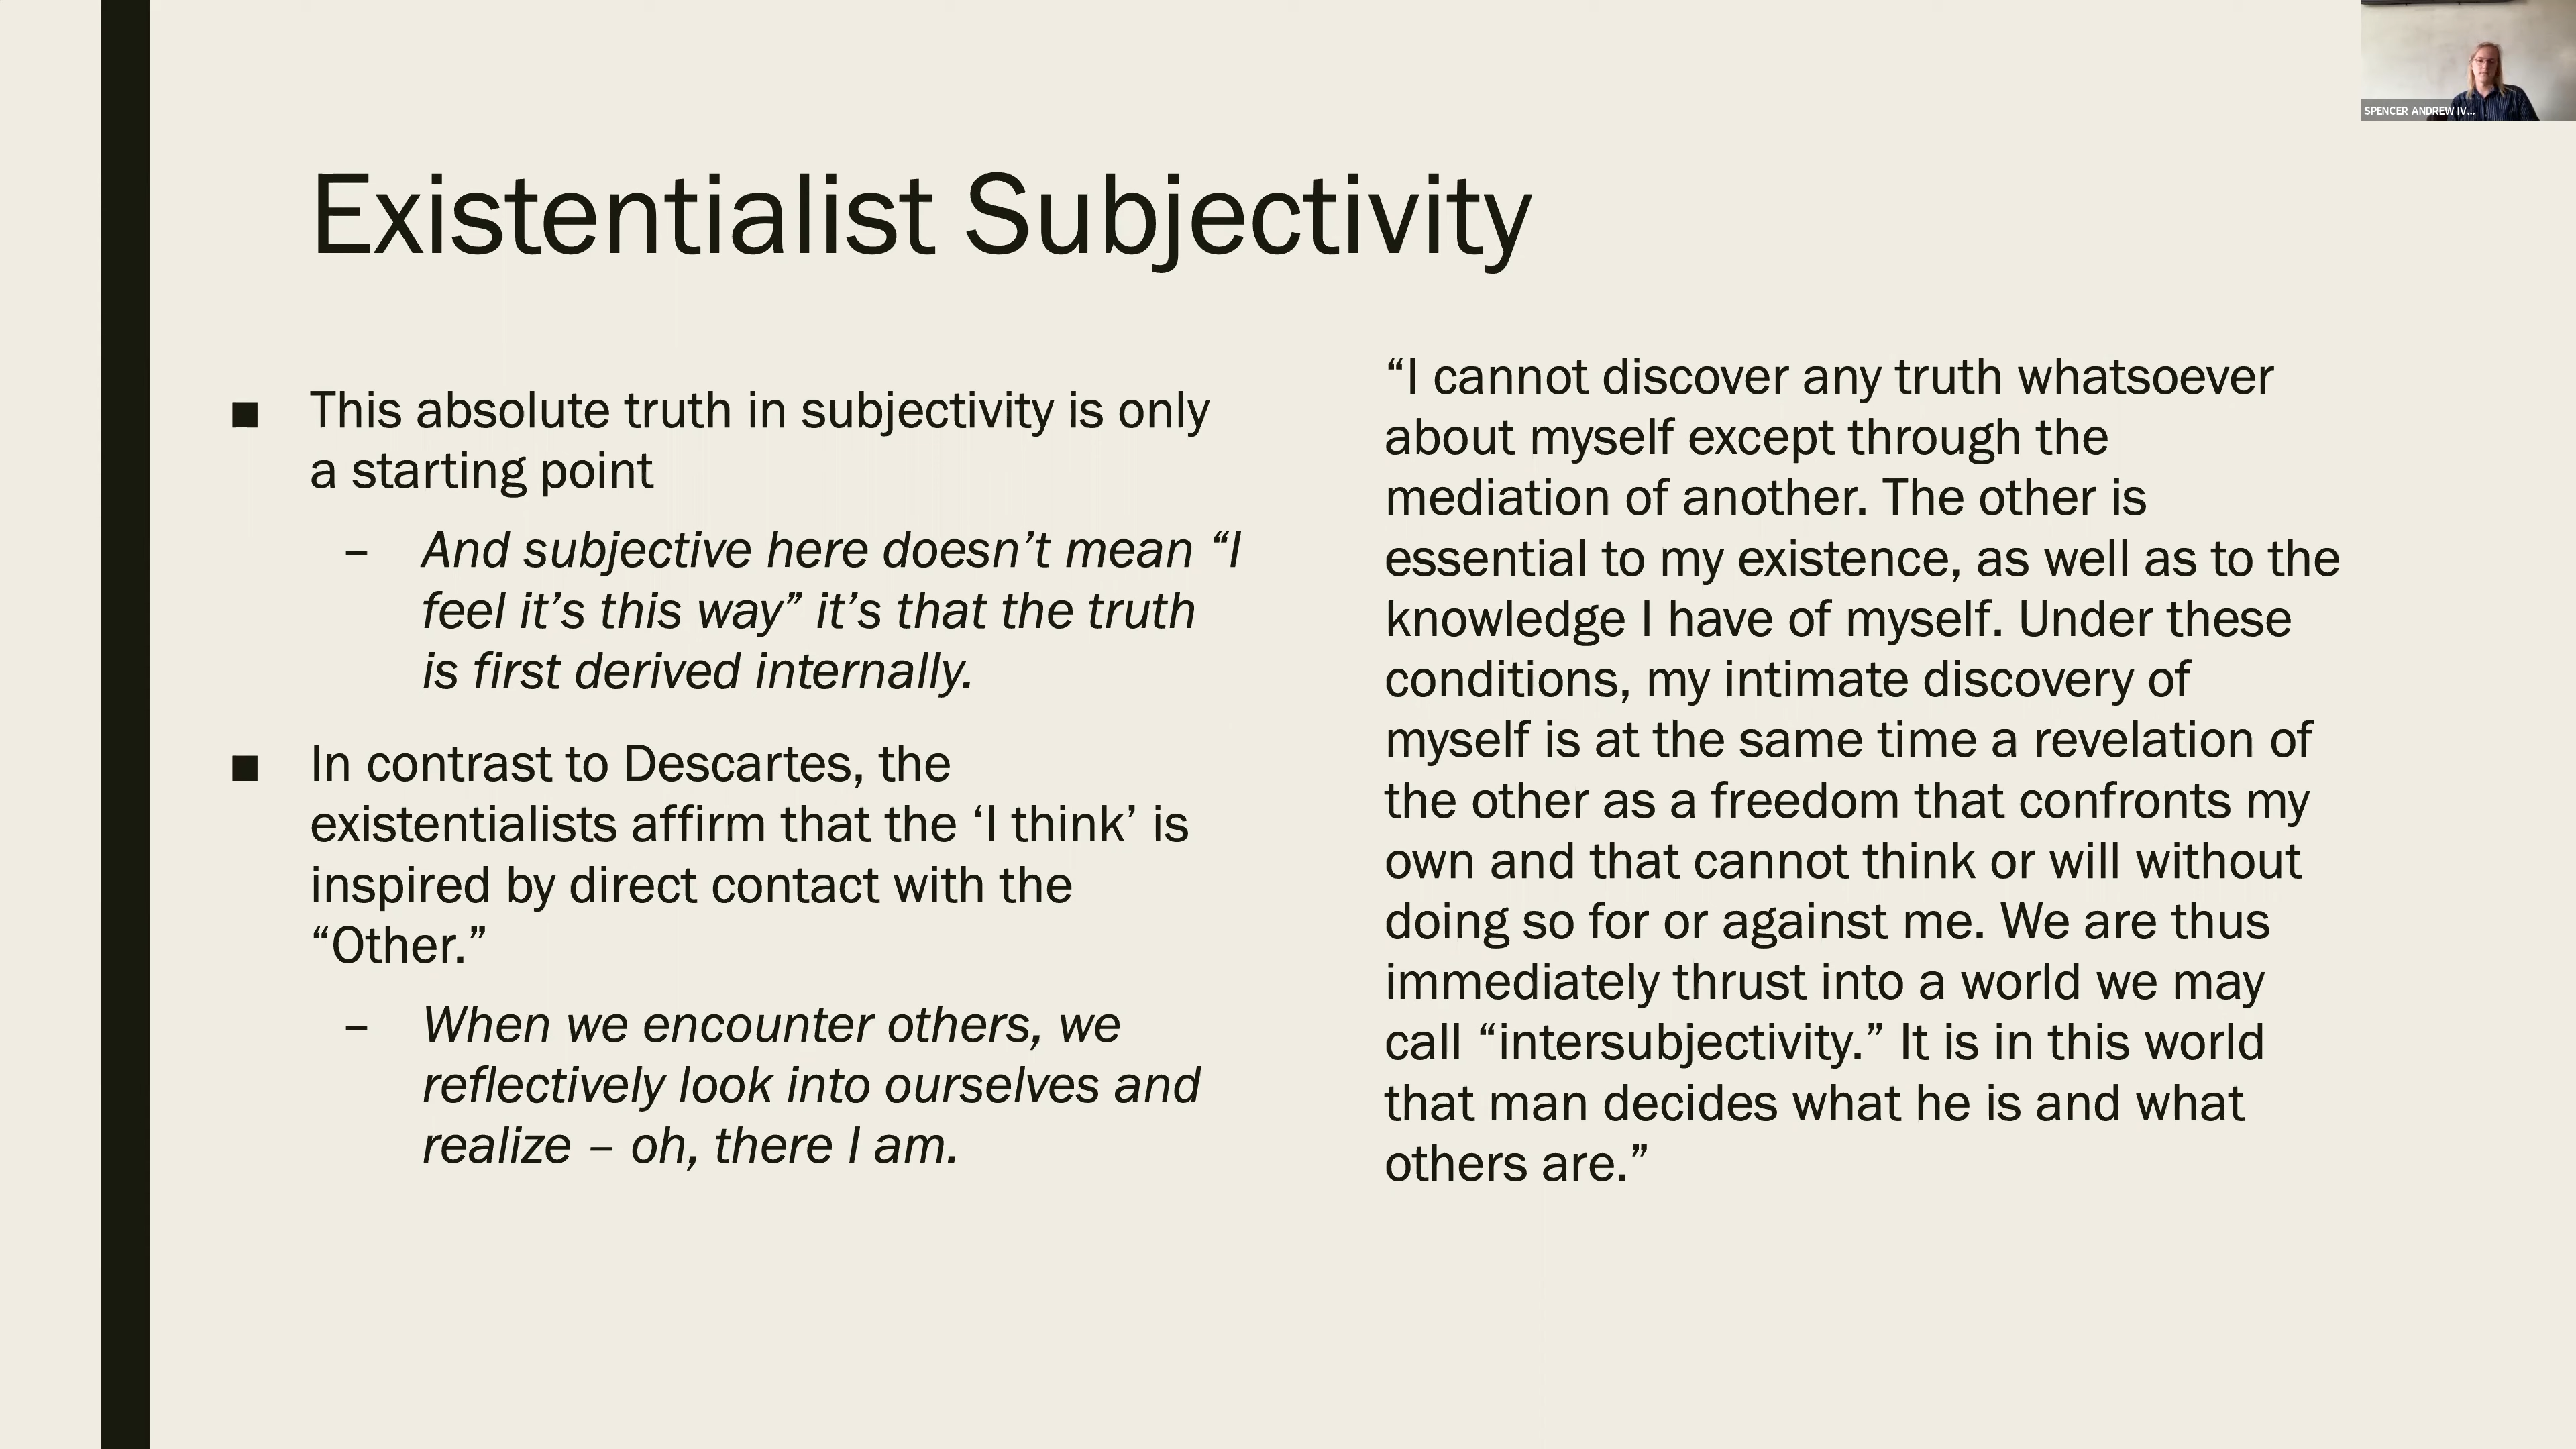 SPENCER ANDREW IV...
Existentialist Subjectivity
■ This absolute truth in subjectivity is only
a starting point
– And subjective here doesn’t mean “I
feel it’s this way” it’s that the truth
is first derived internally.
■ In contrast to Descartes, the
existentialists affirm that the ‘I think’ is
inspired by direct contact with the
“Other.”
– When we encounter others, we
reflectively look into ourselves and
realize – oh, there I am.
“I cannot discover any truth whatsoever
about myself except through the
mediation of another. The other is
essential to my existence, as well as to the
knowledge I have of myself. Under these
conditions, my intimate discovery of
myself is at the same time a revelation of
the other as a freedom that confronts my
own and that cannot think or will without
doing so for or against me. We are thus
immediately thrust into a world we may
call “intersubjectivity.” It is in this world
that man decides what he is and what
others are.”